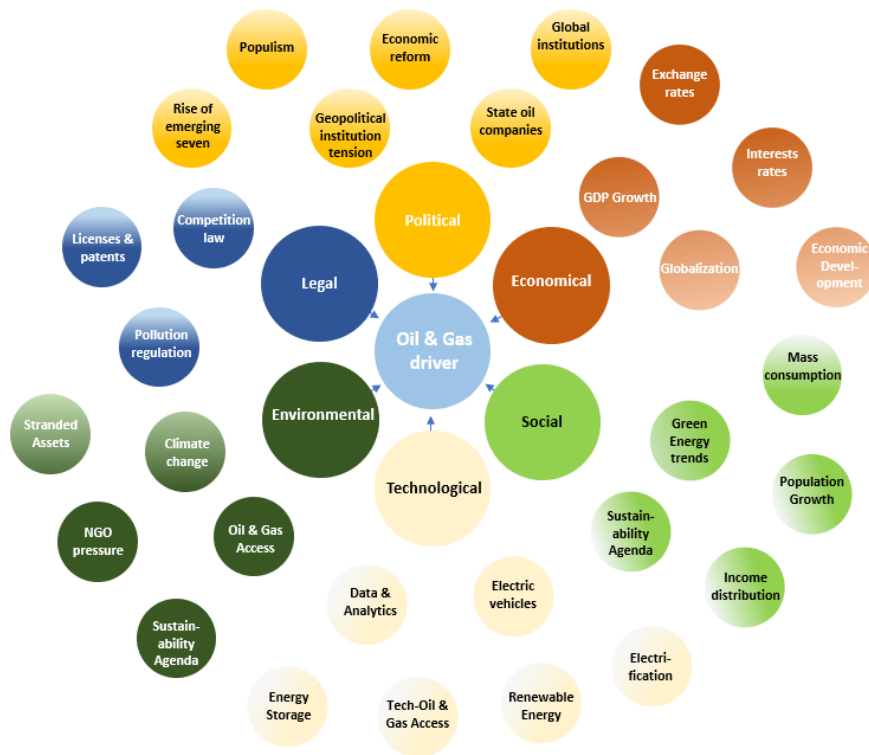 Populism
Economic
reform
Global
institutions
Exchange
rates
Rise of
emerging
seven
Geopolitical
institution
tension
State oil
companies
Interests
rates
GDP Growth
Competition
law
Licenses &
patents
Political
Legal
Economical
Globalization
Economic
Devel-
opment
Pollution
regulation
Oil & Gas
driver
Mass
consumption
Stranded
Assets
Climate
change
Environmental
Social
Green
Energy
trends
Technological
Population
Growth
NGO
pressure
Oil & Gas
Access
Sustain-
ability
Agenda
Income
distribution
Data &
Analytics
Electric
vehicles
Sustain-
ability
Agenda
Electri-
fication
Energy
Storage
Tech-Oil &
Gas Access
Renewable
Energy